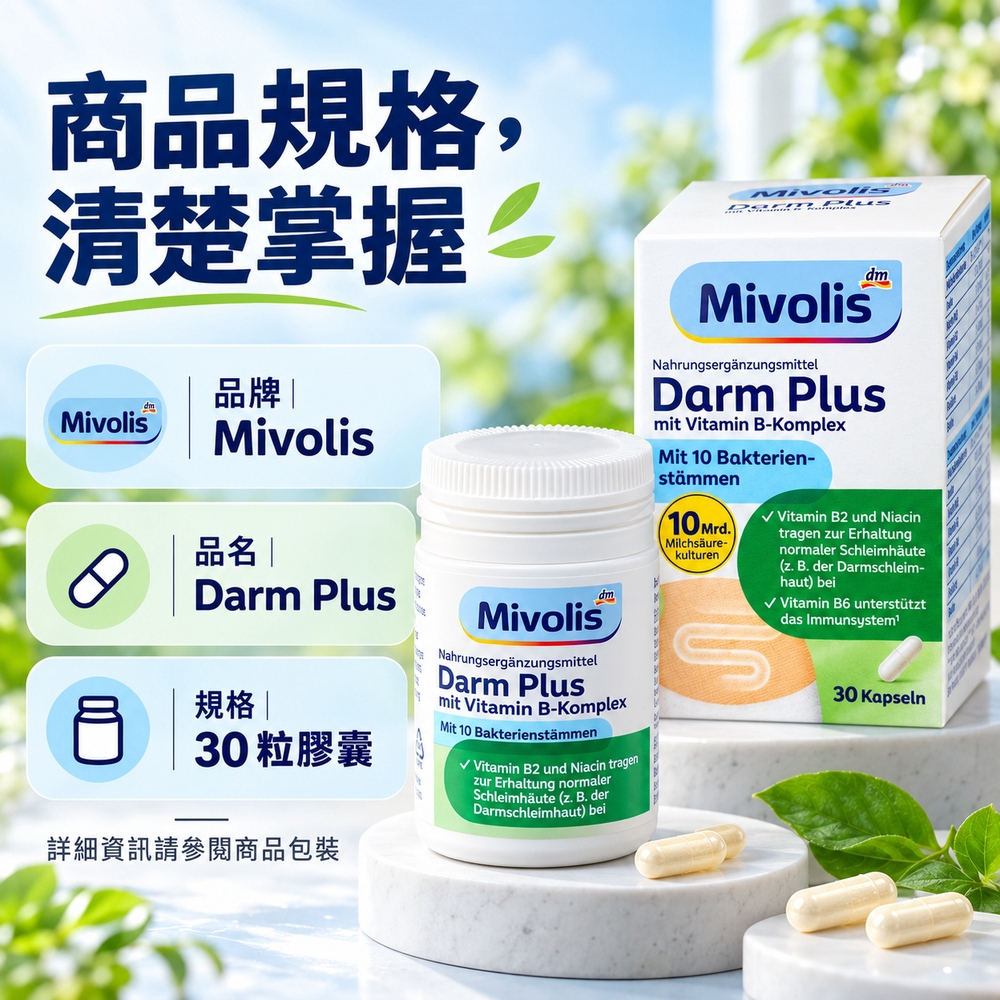 商品規格,
清楚掌握
Mivolis dm
品牌 |
Mivolis
品名 |
Darm Plus
規格 |
30 粒膠囊
詳細資訊請參閱商品包裝
Mivolis dm
Darm Plus
mit Vitamin B-Komplex
Mivolis dm
Nahrungsergänzungsmittel
Darm Plus
mit Vitamin B-Komplex
Mit 10 Bakterien-
stämmen
10 Mrd.
Milchsäure-
kulturen
✓ Vitamin B2 und Niacin
tragen zur Erhaltung
normaler Schleimhäute
(z. B. der Darmschleim-
haut) bei
✓ Vitamin B6 unterstützt
das Immunsystem¹
30 Kapseln
Mivolis dm
Nahrungsergänzungsmittel
Darm Plus
mit Vitamin B-Komplex
Mit 10 Bakterienstämmen
✓ Vitamin B2 und Niacin tragen
zur Erhaltung normaler
Schleimhäute (z. B. der
Darmschleimhaut) bei